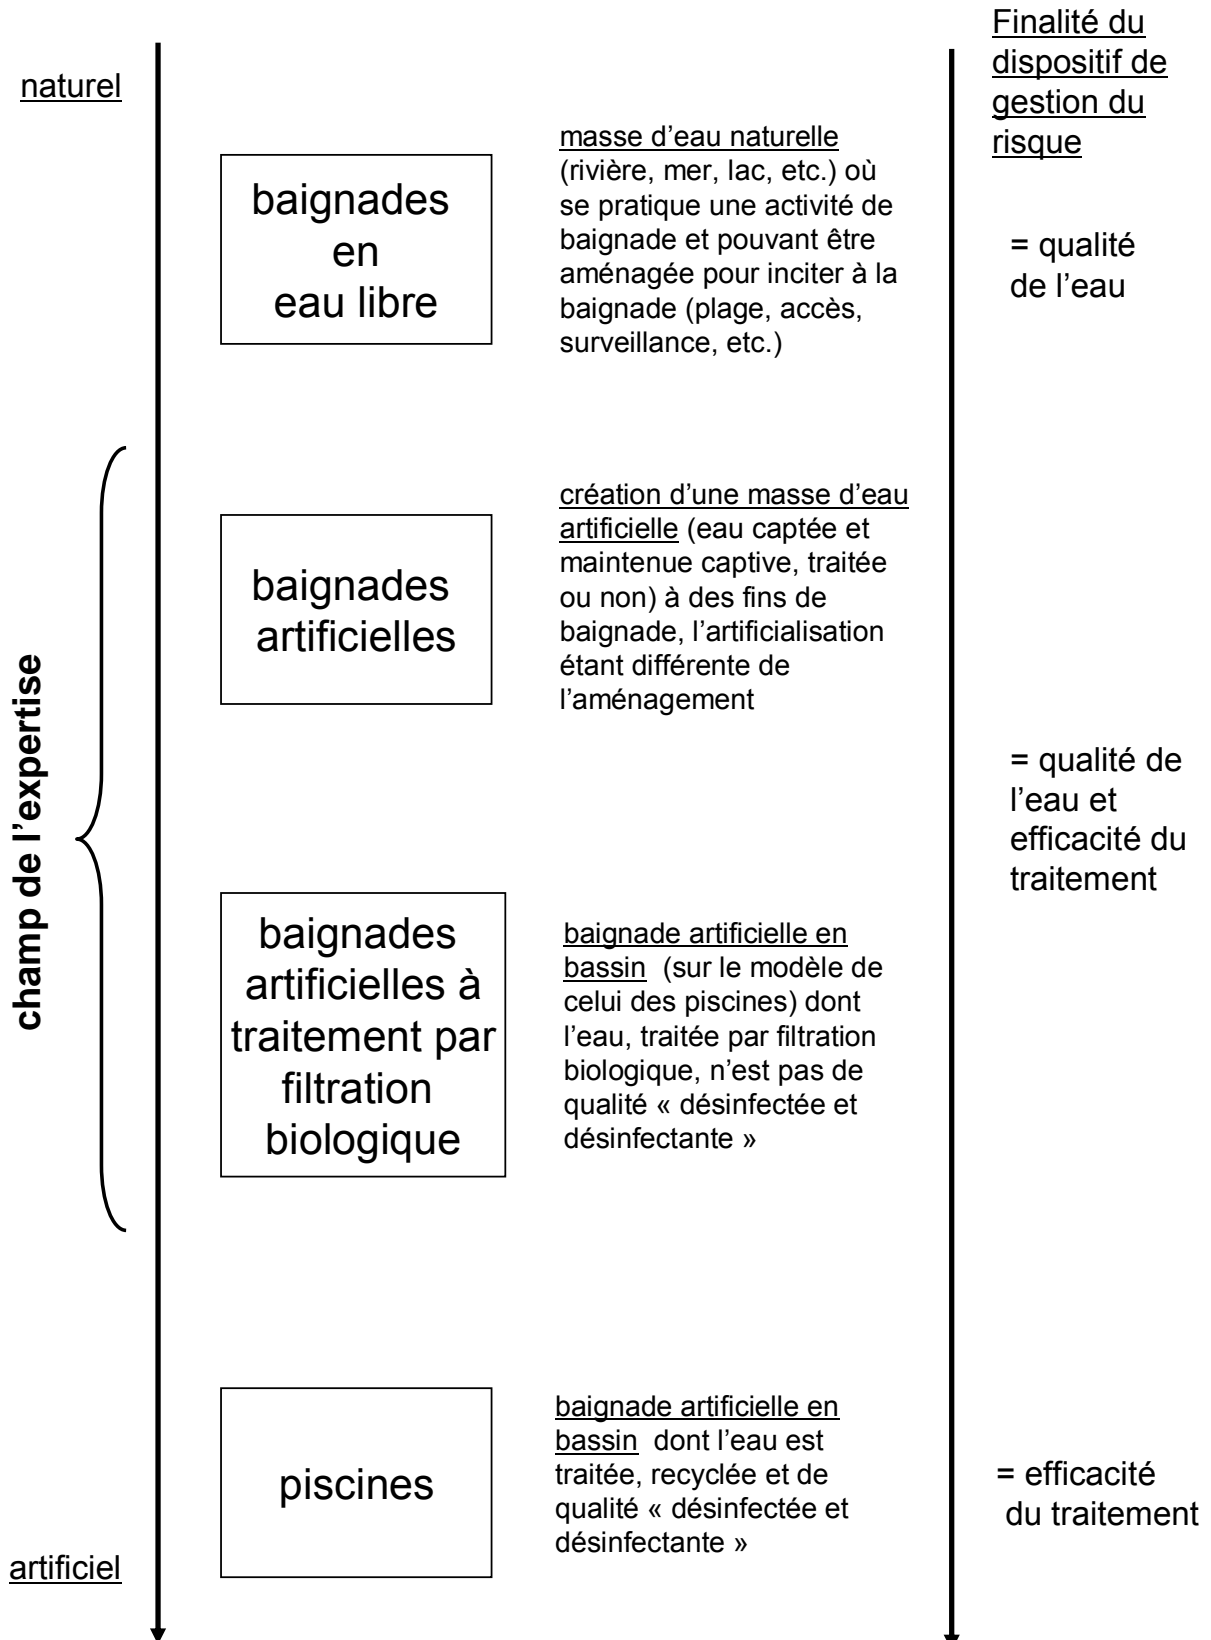 naturel
Finalité du
dispositif de
gestion du
risque
baignades
en
eau libre
masse d’eau naturelle
(rivière, mer, lac, etc.) où
se pratique une activité de
baignade et pouvant être
aménagée pour inciter à la
baignade (plage, accès,
surveillance, etc.)
= qualité
de l’eau
champ de l’expertise
baignades
artificielles
création d’une masse d’eau
artificielle (eau captée et
maintenue captive, traitée
ou non) à des fins de
baignade, l’artificialisation
étant différente de
l’aménagement
= qualité de
l’eau et
efficacité du
traitement
baignades
artificielles à
traitement par
filtration
biologique
baignade artificielle en
bassin (sur le modèle de
celui des piscines) dont
l’eau, traitée par filtration
biologique, n’est pas de
qualité « désinfectée et
désinfectante »
piscines
baignade artificielle en
bassin dont l’eau est
traitée, recyclée et de
qualité « désinfectée et
désinfectante »
= efficacité
du traitement
artificiel